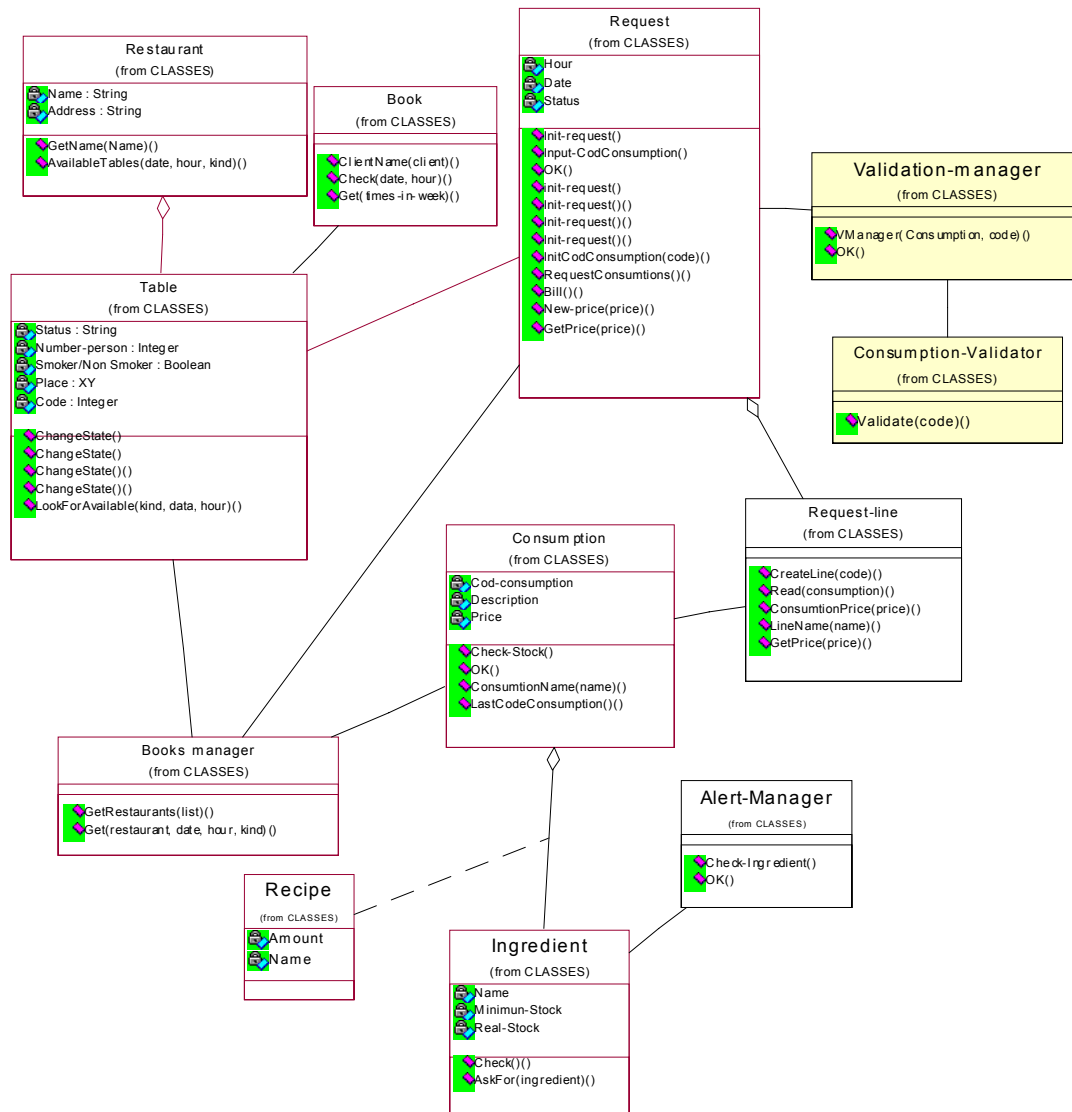 Restaurant
(from CLASSES)
Name : String
Address : String
GetName(Name)()
AvailableTables(date, hour, kind)()
Book
(from CLASSES)
ClientName(client)()
Check(date, hour)()
Get(times-in-week)()
Request
(from CLASSES)
Hour
Date
Status
Init-request()
Input-CodConsumption()
OK()
init-request()
Init-request()()
Init-request()()
Init-request()()
InitCodConsumption(code)()
RequestConsumtions()()
Bill()()
New-price(price)()
GetPrice(price)()
Validation-manager
(from CLASSES)
VManager(Consumption, code)()
OK()
Consumption-Validator
(from CLASSES)
Validate(code)()
Table
(from CLASSES)
Status : String
Number-person : Integer
Smoker/Non Smoker : Boolean
Place : XY
Code : Integer
ChangeState()
ChangeState()
ChangeState()()
ChangeState()()
LookForAvailable(kind, data, hour)()
Request-line
(from CLASSES)
CreateLine(code)()
Read(consumption)()
ConsumtionPrice(price)()
LineName(name)()
GetPrice(price)()
Consumption
(from CLASSES)
Cod-consumption
Description
Price
Check-Stock()
OK()
ConsumtionName(name)()
LastCodeConsumption()()
Books manager
(from CLASSES)
GetRestaurants(list)()
Get(restaurant, date, hour, kind)()
Alert-Manager
(from CLASSES)
Check-Ingredient()
OK()
Recipe
(from CLASSES)
Amount
Name
Ingredient
(from CLASSES)
Name
Minimun-Stock
Real-Stock
Check()()
AskFor(ingredient)()